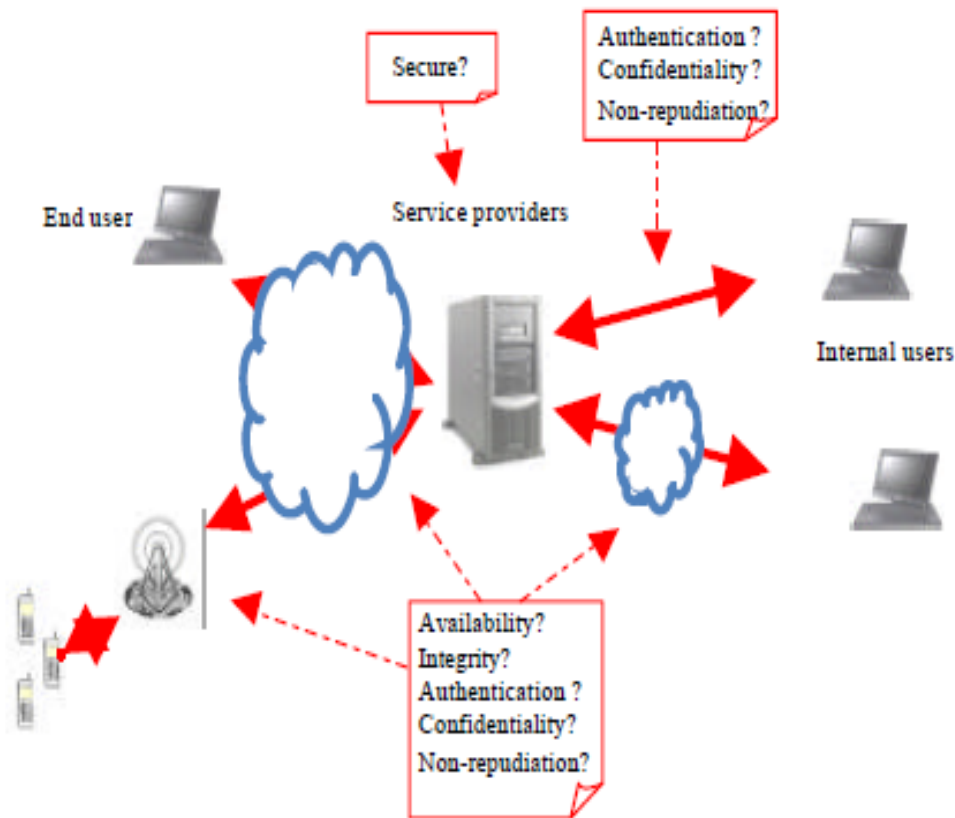 Secure?
Authentication ?
Confidentiality ?
Non-repudiation?
End user
Service providers
Internal users
Availability?
Integrity?
Authentication ?
Confidentiality?
Non-repudiation?